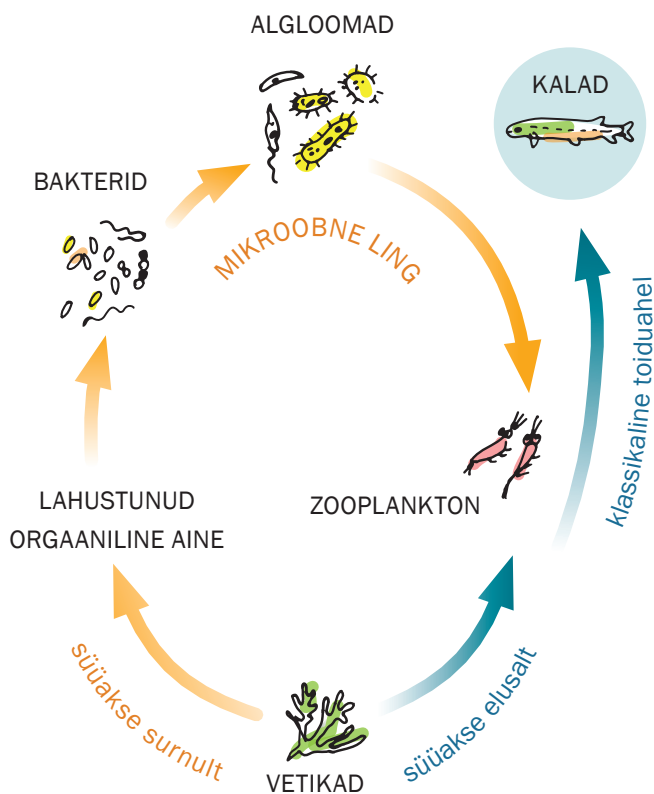 ALGLOOMAD
KALAD
BAKTERID
MIKROOBNE LING
klassikaline toiduahel
LAHUSTUNUD
ORGAANILINE AINE
ZOOPLANKTON
süüakse surnult
süüakse elusalt
VETIKAD